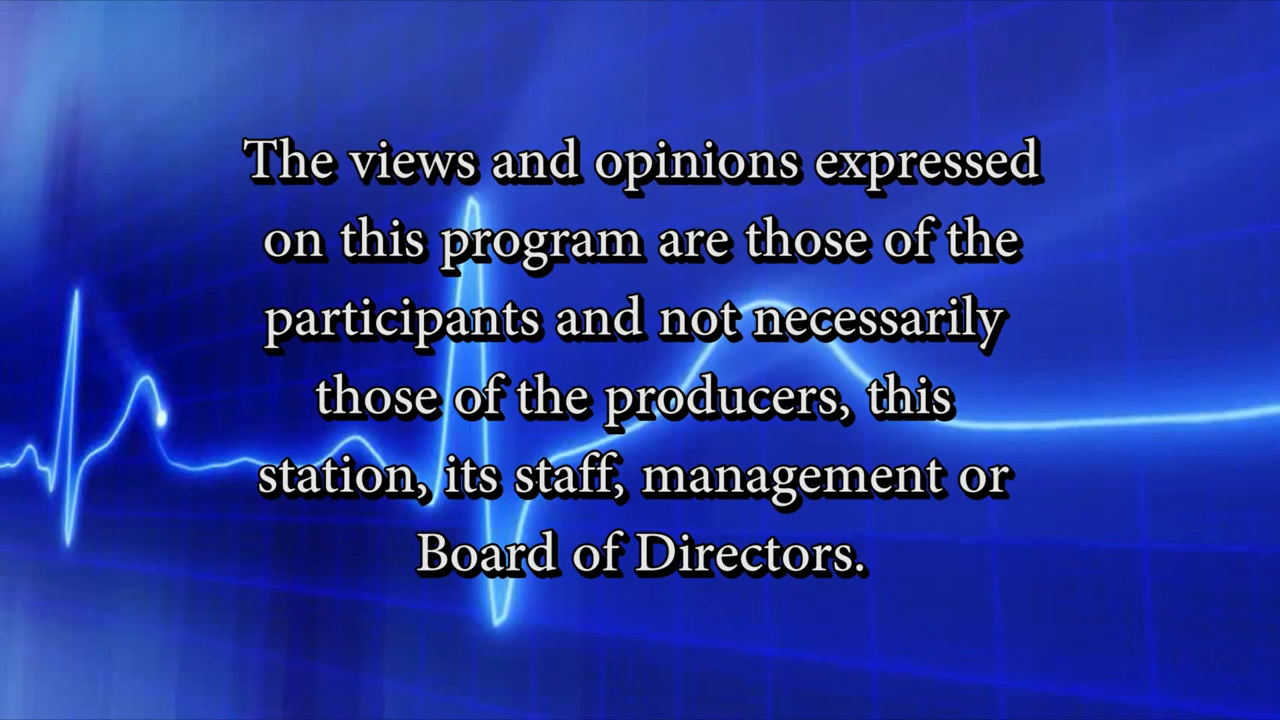 The views and opinions expressed
on this program are those of the
participants and not necessarily
those of the producers, this
station, its staff, management or
Board of Directors.